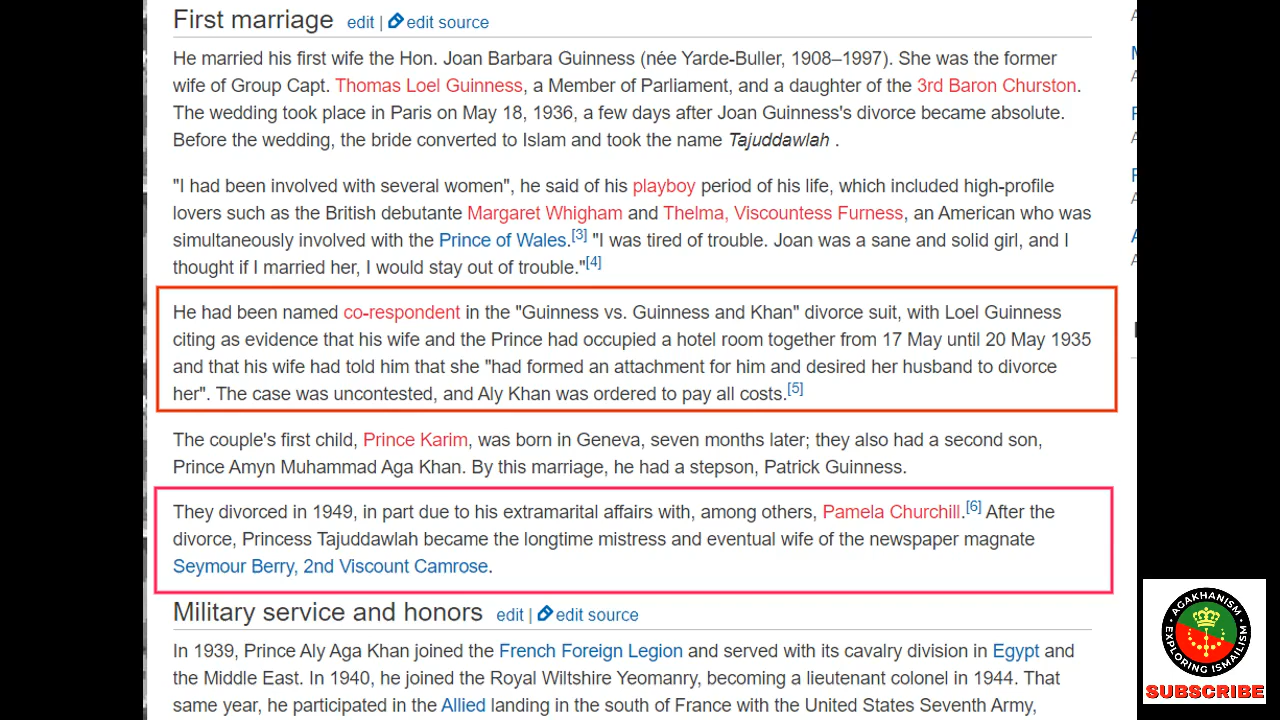 First marriage edit | edit source
He married his first wife the Hon. Joan Barbara Guinness (née Yarde-Buller, 1908–1997). She was the former
wife of Group Capt. Thomas Loel Guinness, a Member of Parliament, and a daughter of the 3rd Baron Churston.
The wedding took place in Paris on May 18, 1936, a few days after Joan Guinness's divorce became absolute.
Before the wedding, the bride converted to Islam and took the name Tajuddawlah .
"I had been involved with several women", he said of his playboy period of his life, which included high-profile
lovers such as the British debutante Margaret Whigham and Thelma, Viscountess Furness, an American who was
simultaneously involved with the Prince of Wales.[3] "I was tired of trouble. Joan was a sane and solid girl, and I
thought if I married her, I would stay out of trouble."[4]
He had been named co-respondent in the "Guinness vs. Guinness and Khan" divorce suit, with Loel Guinness
citing as evidence that his wife and the Prince had occupied a hotel room together from 17 May until 20 May 1935
and that his wife had told him that she "had formed an attachment for him and desired her husband to divorce
her". The case was uncontested, and Aly Khan was ordered to pay all costs.[5]
The couple's first child, Prince Karim, was born in Geneva, seven months later; they also had a second son,
Prince Amyn Muhammad Aga Khan. By this marriage, he had a stepson, Patrick Guinness.
They divorced in 1949, in part due to his extramarital affairs with, among others, Pamela Churchill.[6] After the
divorce, Princess Tajuddawlah became the longtime mistress and eventual wife of the newspaper magnate
Seymour Berry, 2nd Viscount Camrose.
Military service and honors edit | edit source
In 1939, Prince Aly Aga Khan joined the French Foreign Legion and served with its cavalry division in Egypt and
the Middle East. In 1940, he joined the Royal Wiltshire Yeomanry, becoming a lieutenant colonel in 1944. That
same year, he participated in the Allied landing in the south of France with the United States Seventh Army,
AGAKHANISM
EXPLORING ISMAILISM
SUBSCRIBE